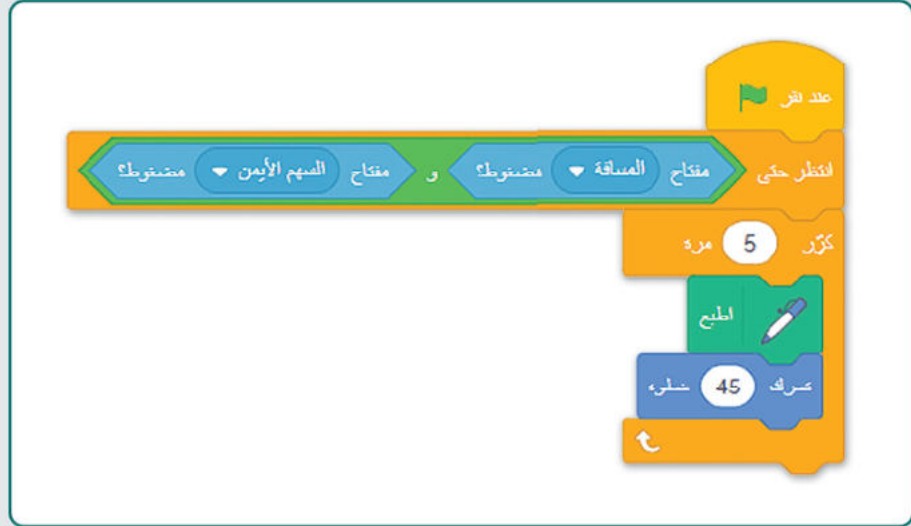 عند نقر
انتظر حتى مفتاح المسافة مضغوط؟ و مفتاح السهم الأيمن مضغوط؟
كرّر 5 مرة
اطبع
تحرك 45 خطوة